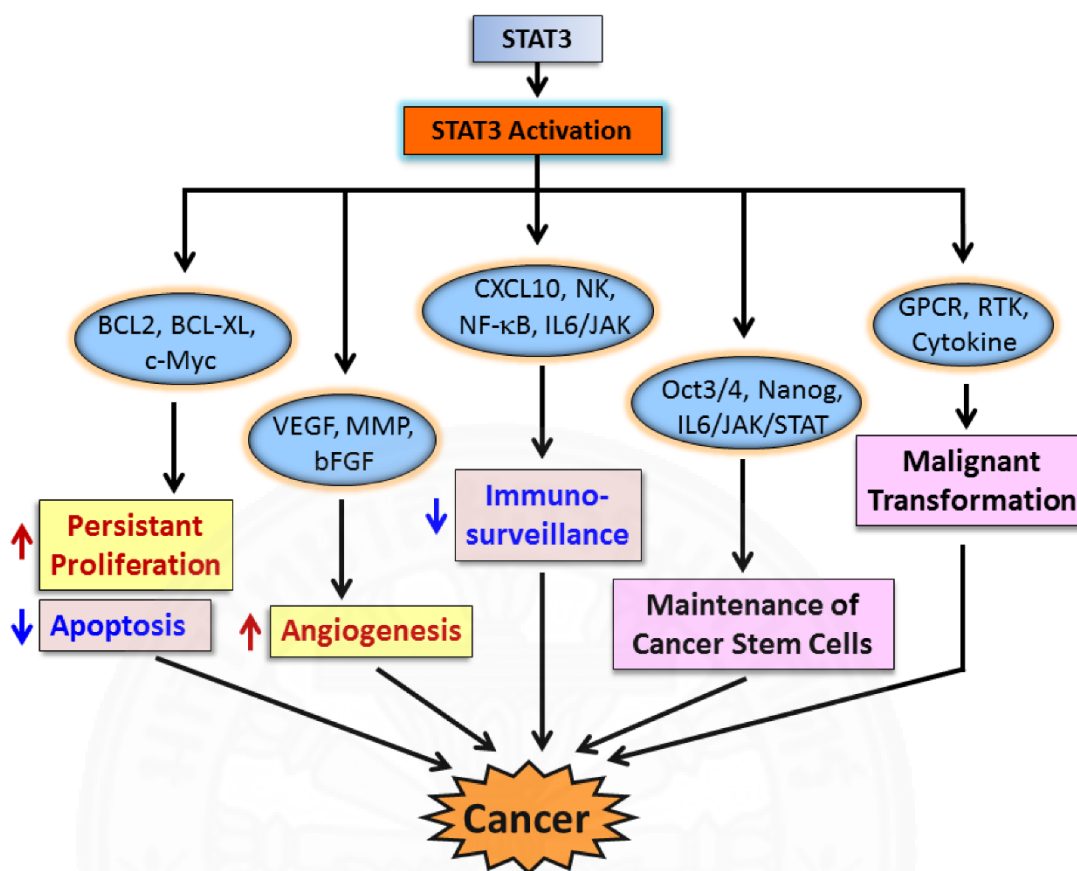 STAT3
STAT3 Activation
BCL2, BCL-XL,
c-Myc
VEGF, MMP,
bFGF
CXCL10, NK,
NF-κB, IL6/JAK
Oct3/4, Nanog,
IL6/JAK/STAT
GPCR, RTK,
Cytokine
Persistant
Proliferation
Apoptosis
Angiogenesis
Immuno-
surveillance
Maintenance of
Cancer Stem Cells
Malignant
Transformation
Cancer